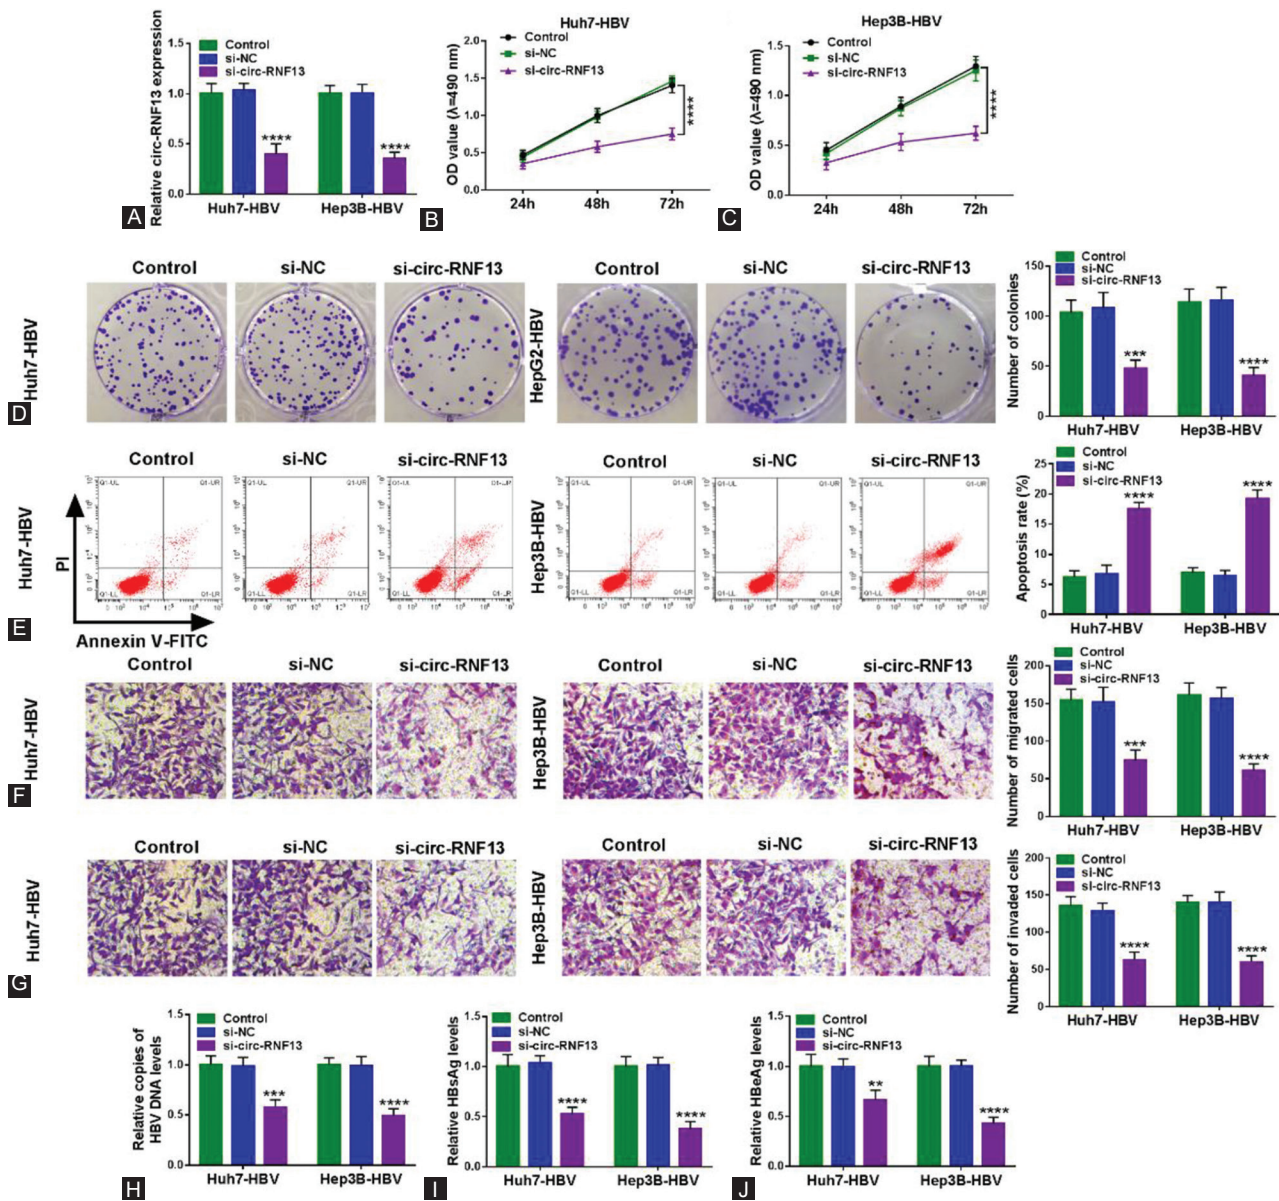 Relative circ-RNF13 expression
1.5
1.0
0.5
0.0
Control
si-NC
si-circ-RNF13
****
****
Huh7-HBV
Hep3B-HBV
A
Huh7-HBV
OD value (λ=490 nm)
2.0
1.5
1.0
0.5
0.0
Control
si-NC
si-circ-RNF13
****
24h
48h
72h
B
Hep3B-HBV
OD value (λ=490 nm)
1.5
1.0
0.5
0.0
Control
si-NC
si-circ-RNF13
****
24h
48h
72h
C
Control
si-NC
si-circ-RNF13
Control
si-NC
si-circ-RNF13
Huh7-HBV
HepG2-HBV
D
Number of colonies
150
100
50
0
Control
si-NC
si-circ-RNF13
***
****
Huh7-HBV
Hep3B-HBV
Control
si-NC
si-circ-RNF13
Control
si-NC
si-circ-RNF13
Huh7-HBV
Hep3B-HBV
PI
Annexin V-FITC
Q1-UL
Q1-UR
Q1-LL
Q1-LR
E
Apoptosis rate (%)
25
20
15
10
5
0
Control
si-NC
si-circ-RNF13
****
****
Huh7-HBV
Hep3B-HBV
Control
si-NC
si-circ-RNF13
Control
si-NC
si-circ-RNF13
Huh7-HBV
Hep3B-HBV
F
Number of migrated cells
200
150
100
50
0
Control
si-NC
si-circ-RNF13
***
****
Huh7-HBV
Hep3B-HBV
Control
si-NC
si-circ-RNF13
Control
si-NC
si-circ-RNF13
Huh7-HBV
Hep3B-HBV
G
Number of invaded cells
200
150
100
50
0
Control
si-NC
si-circ-RNF13
****
****
Huh7-HBV
Hep3B-HBV
Relative copies of
HBV DNA levels
1.5
1.0
0.5
0.0
Control
si-NC
si-circ-RNF13
***
****
Huh7-HBV
Hep3B-HBV
H
Relative HBsAg levels
1.5
1.0
0.5
0.0
Control
si-NC
si-circ-RNF13
****
****
Huh7-HBV
Hep3B-HBV
I
Relative HBeAg levels
1.5
1.0
0.5
0.0
Control
si-NC
si-circ-RNF13
**
****
Huh7-HBV
Hep3B-HBV
J